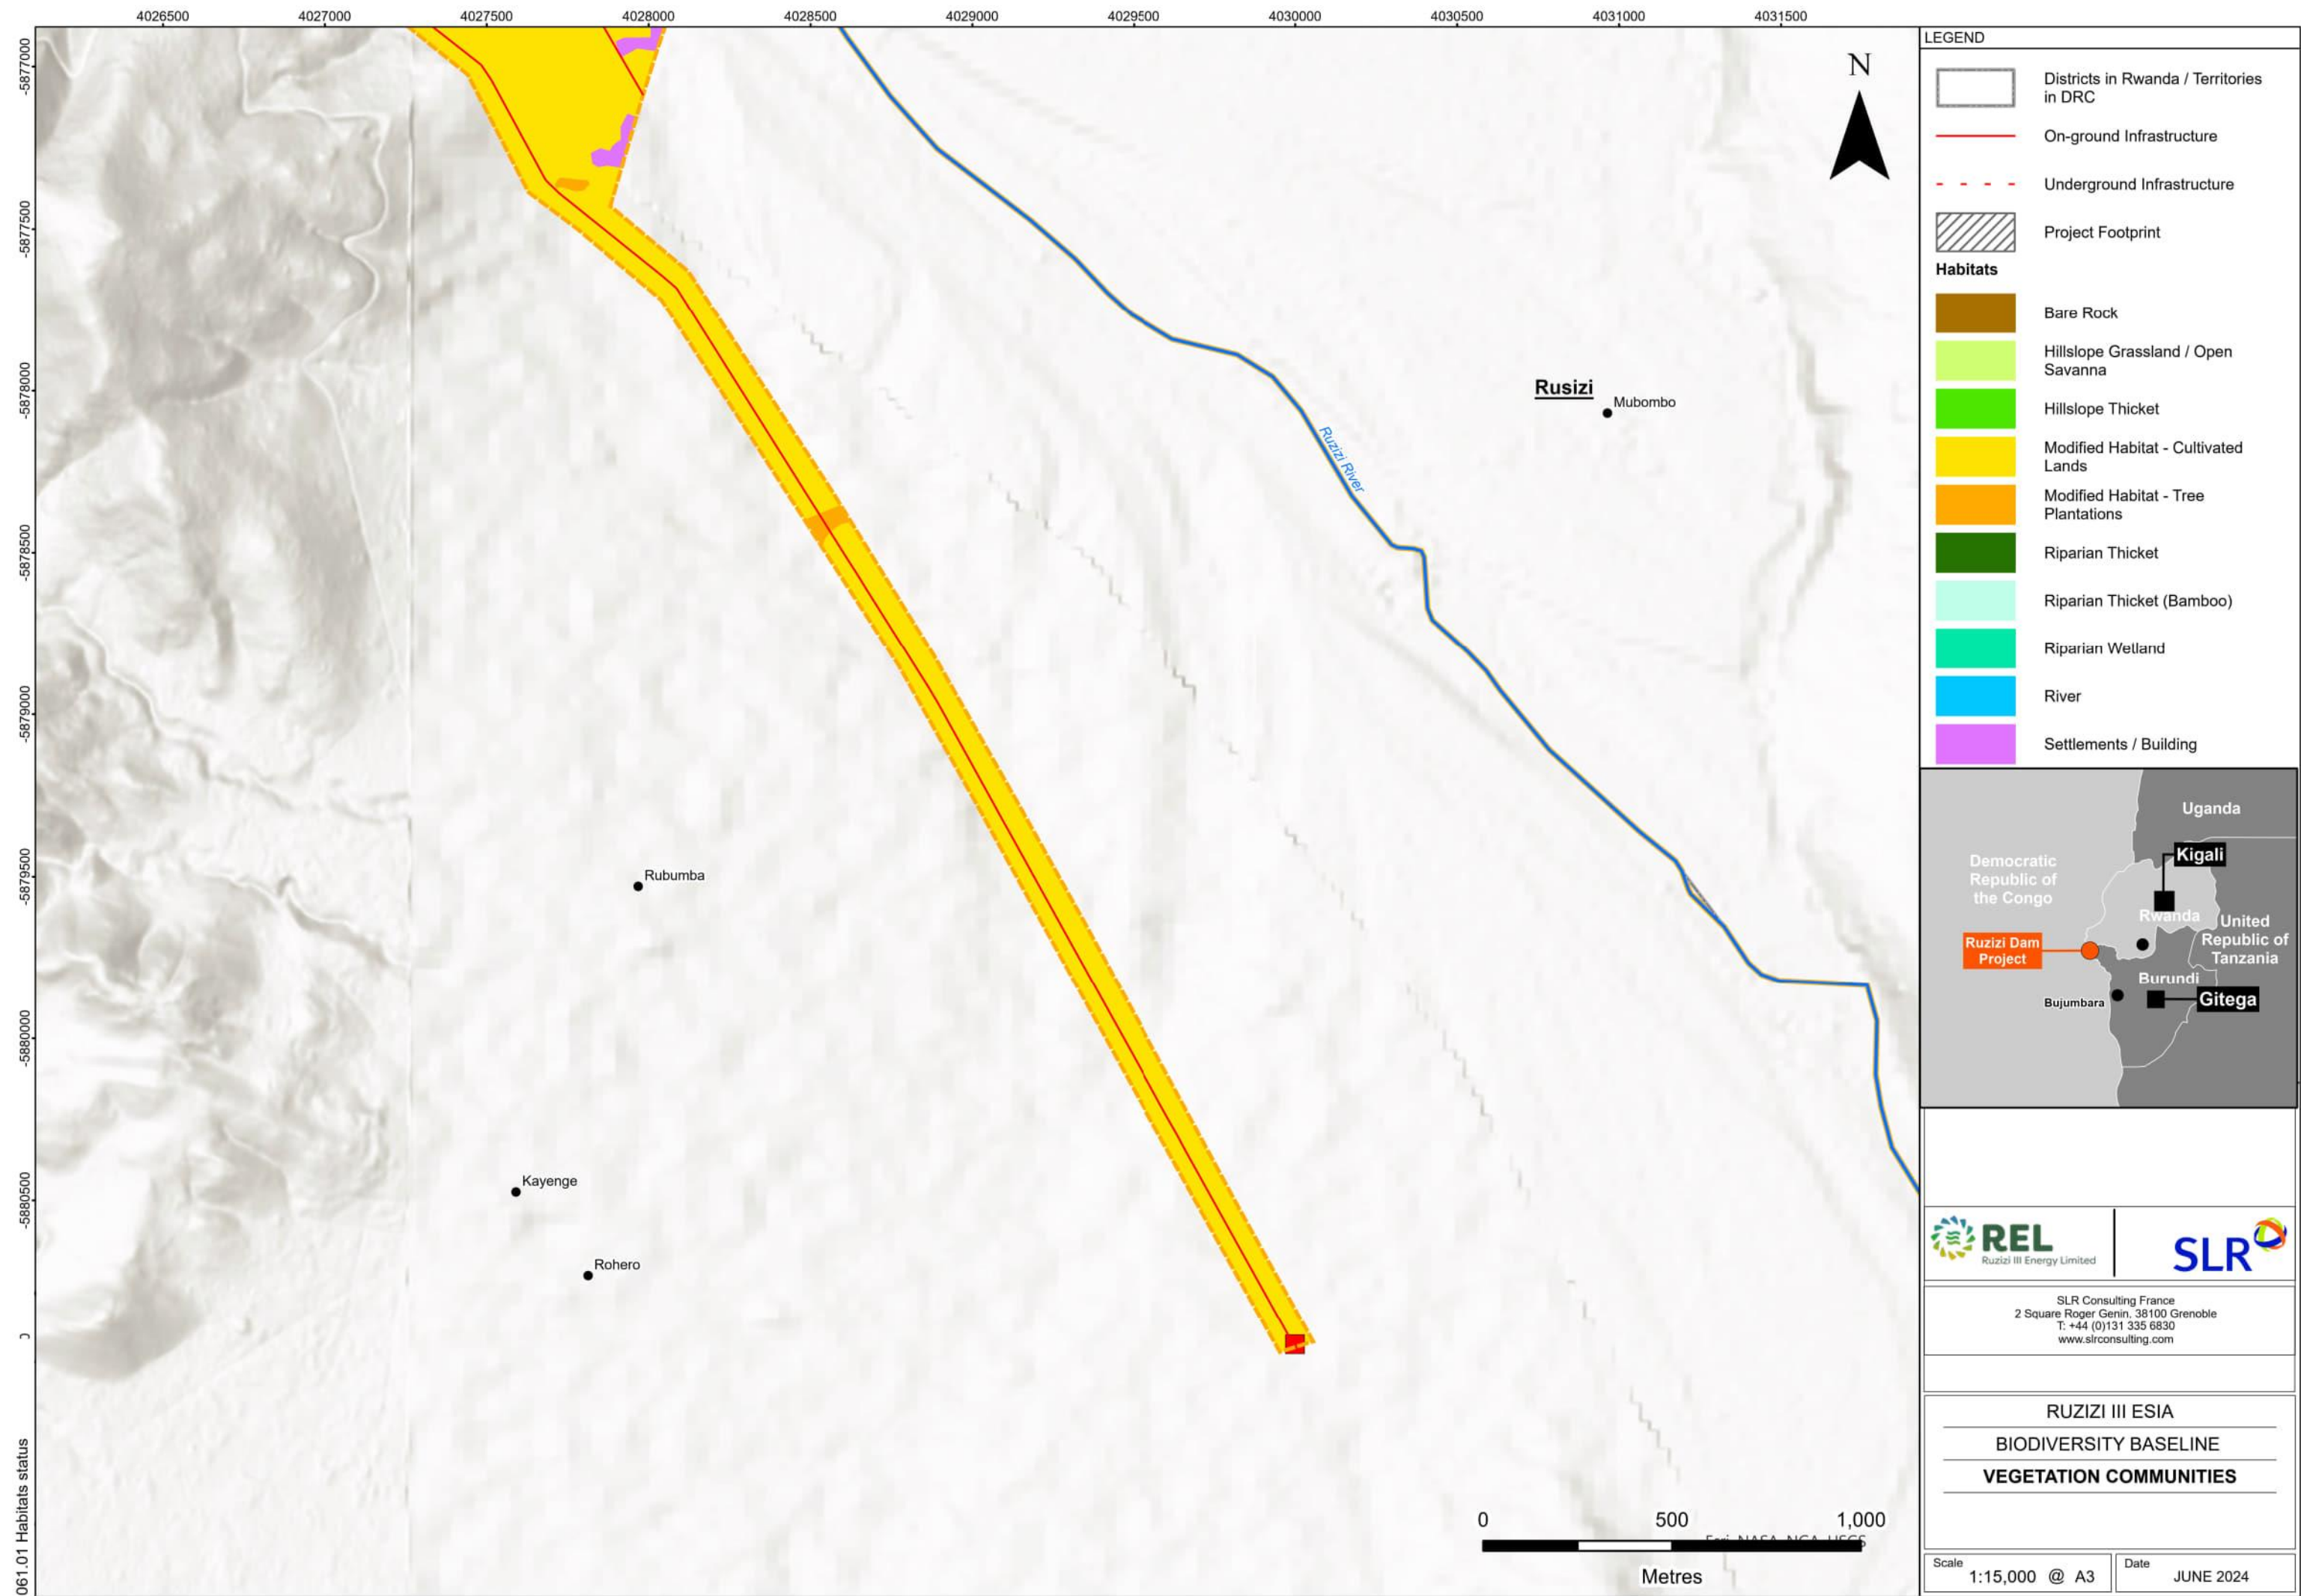 4026500 4027000 4027500 4028000 4028500 4029000 4029500 4030000 4030500 4031000 4031500
-5877000
-5877500
-5878000
-5878500
-5879000
-5879500
-5880000
-5880500
061.01 Habitats status
N
Rusizi
Mubombo
Ruzizi River
Rubumba
Kayenge
Rohero
0 500 1,000
Esri, NASA, NGA, USGS
Metres
LEGEND
Districts in Rwanda / Territories
in DRC
On-ground Infrastructure
Underground Infrastructure
Project Footprint
Habitats
Bare Rock
Hillslope Grassland / Open
Savanna
Hillslope Thicket
Modified Habitat - Cultivated
Lands
Modified Habitat - Tree
Plantations
Riparian Thicket
Riparian Thicket (Bamboo)
Riparian Wetland
River
Settlements / Building
Uganda
Kigali
Democratic
Republic of
the Congo
Rwanda
United
Republic of
Tanzania
Ruzizi Dam
Project
Burundi
Bujumbara
Gitega
REL
Ruzizi III Energy Limited
SLR
SLR Consulting France
2 Square Roger Genin, 38100 Grenoble
T: +44 (0)131 335 6830
www.slrconsulting.com
RUZIZI III ESIA
BIODIVERSITY BASELINE
VEGETATION COMMUNITIES
Scale
1:15,000 @ A3
Date
JUNE 2024